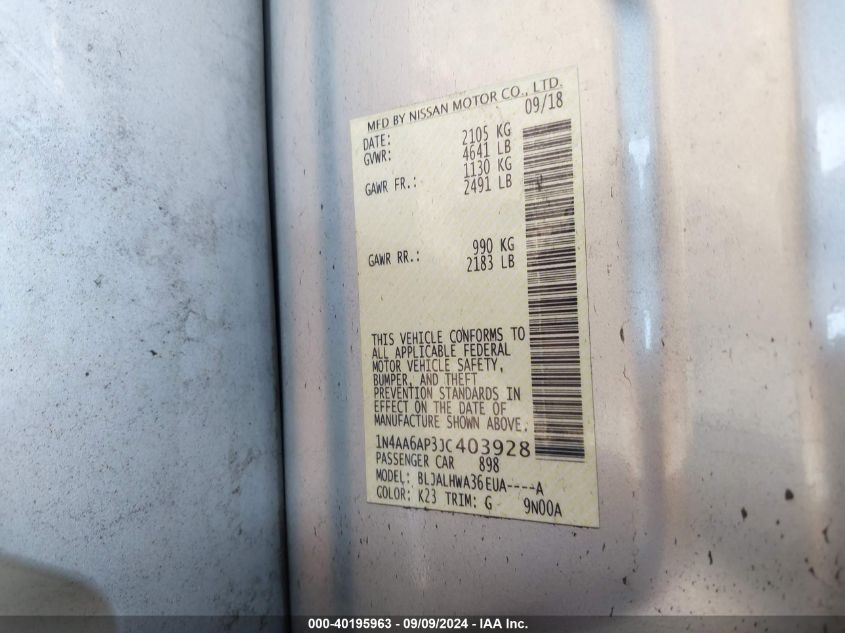 MFD BY NISSAN MOTOR CO., LTD.
DATE: 09/18
GVWR: 2105 KG
4641 LB
GAWR FR.: 1130 KG
2491 LB
GAWR RR.: 990 KG
2183 LB
THIS VEHICLE CONFORMS TO
ALL APPLICABLE FEDERAL
MOTOR VEHICLE SAFETY,
BUMPER, AND THEFT
PREVENTION STANDARDS IN
EFFECT ON THE DATE OF
MANUFACTURE SHOWN ABOVE.
1N4AA6AP3JC403928
PASSENGER CAR 898
MODEL: BLJALHWA36EUA----A
COLOR: K23 TRIM: G 9N00A
000-40195963 - 09/09/2024 - IAA Inc.